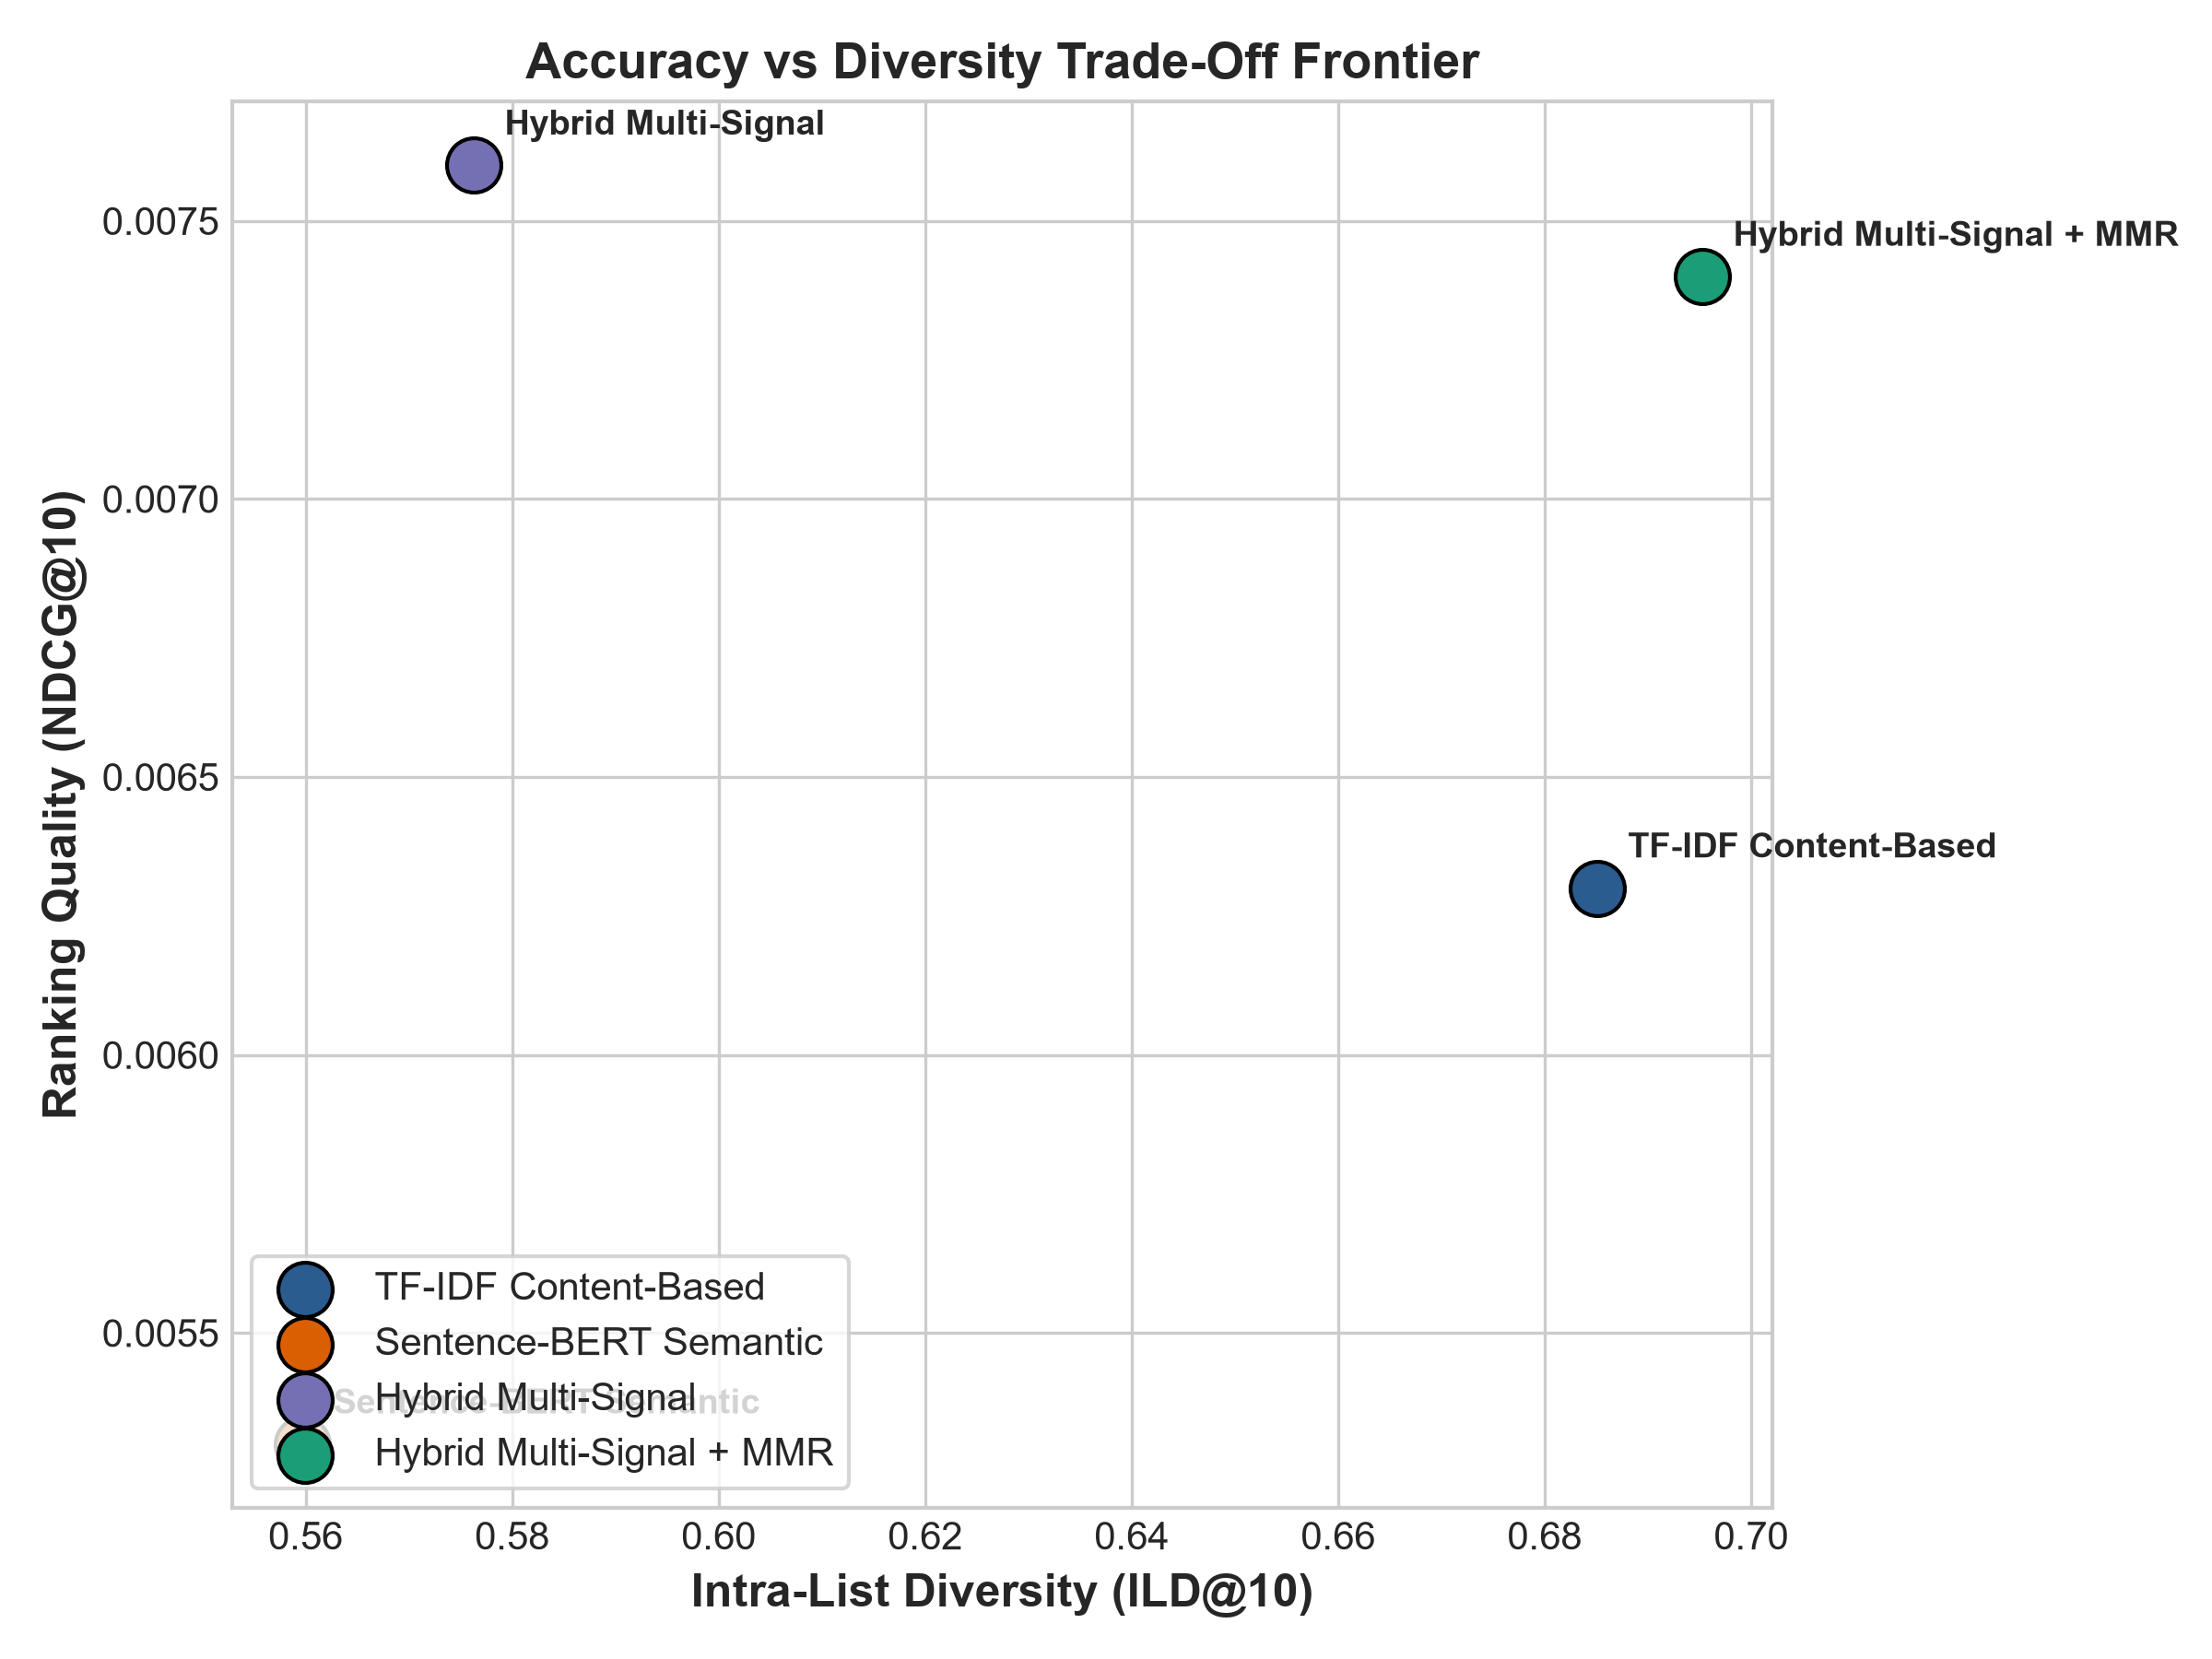 Accuracy vs Diversity Trade-Off Frontier
Hybrid Multi-Signal
Hybrid Multi-Signal + MMR
TF-IDF Content-Based
Sentence-BERT Semantic
Ranking Quality (NDCG@10)
0.0075
0.0070
0.0065
0.0060
0.0055
TF-IDF Content-Based
Sentence-BERT Semantic
Hybrid Multi-Signal
Hybrid Multi-Signal + MMR
0.56 0.58 0.60 0.62 0.64 0.66 0.68 0.70
Intra-List Diversity (ILD@10)